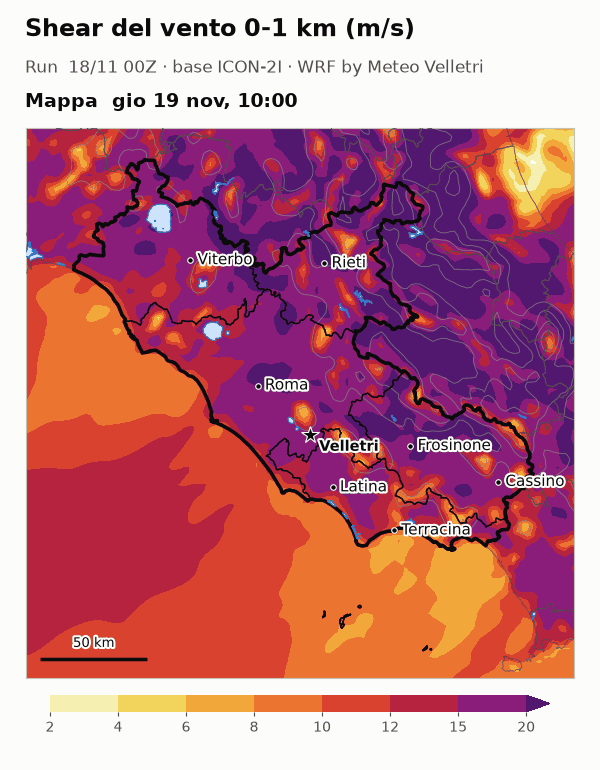 Shear del vento 0-1 km (m/s)
Run 18/11 00Z · base ICON-2I · WRF by Meteo Velletri
Mappa gio 19 nov, 10:00
Viterbo
Rieti
Roma
Velletri
Frosinone
Latina
Cassino
Terracina
50 km
2 4 6 8 10 12 15 20